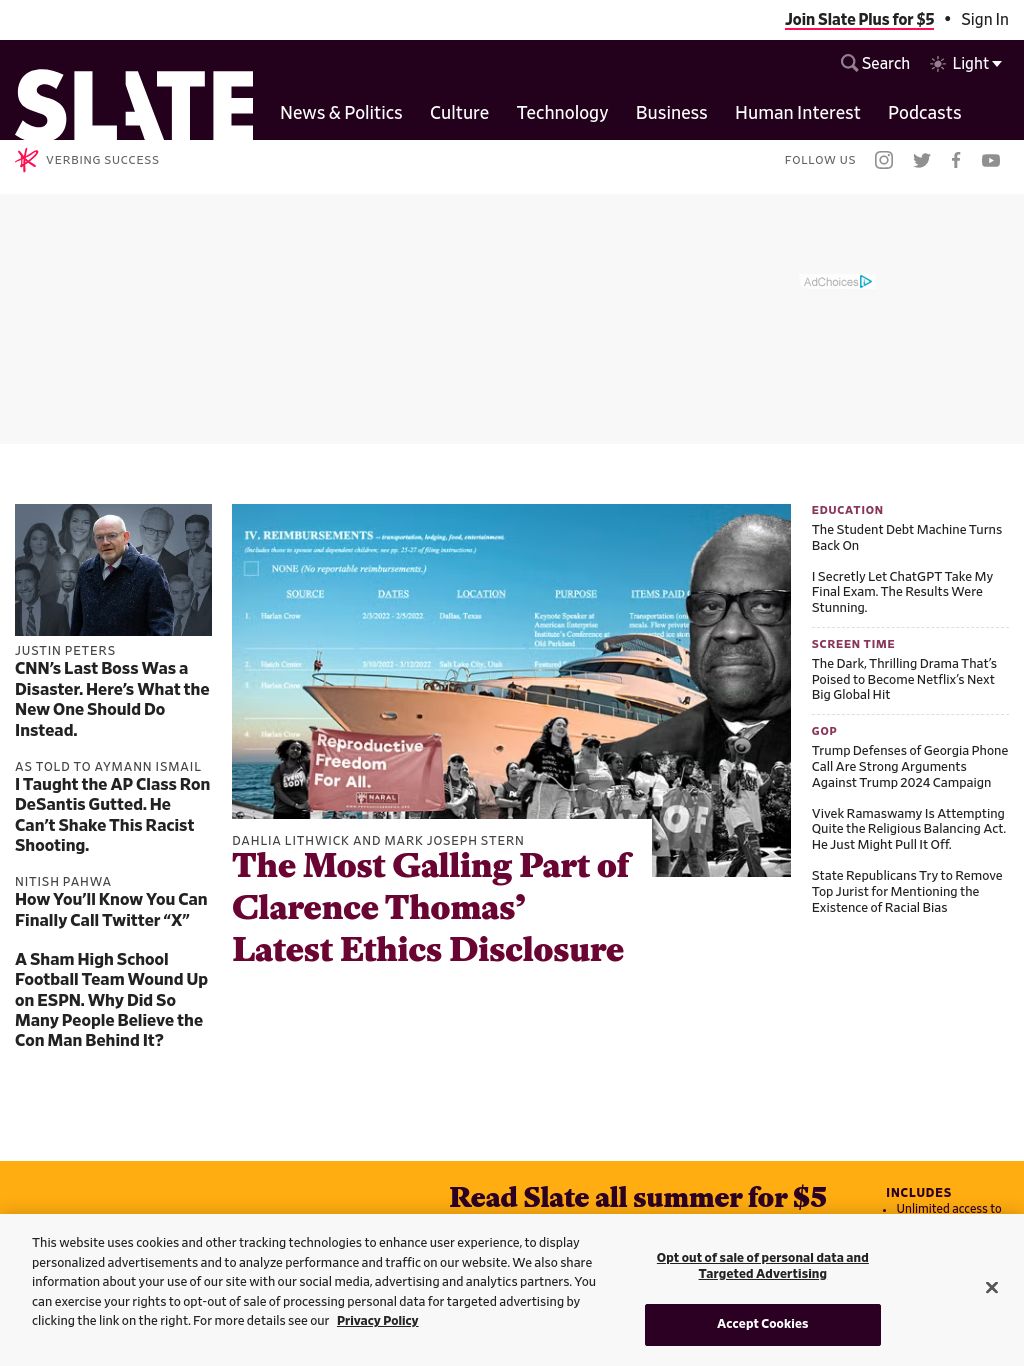 Join Slate Plus for $5 • Sign In
Search Light
SLATE
News & Politics Culture Technology Business Human Interest Podcasts
VERBING SUCCESS
FOLLOW US
AdChoices
JUSTIN PETERS
CNN’s Last Boss Was a
Disaster. Here’s What the
New One Should Do
Instead.
AS TOLD TO AYMANN ISMAIL
I Taught the AP Class Ron
DeSantis Gutted. He
Can’t Shake This Racist
Shooting.
NITISH PAHWA
How You’ll Know You Can
Finally Call Twitter “X”
A Sham High School
Football Team Wound Up
on ESPN. Why Did So
Many People Believe the
Con Man Behind It?
IV. REIMBURSEMENTS -- transportation, lodging, food, entertainment.
(Includes those to spouse and dependent children; see pp. 25-27 of filing instructions.)
NONE (No reportable reimbursements.)
SOURCE DATES LOCATION PURPOSE ITEMS PAID
1. Harlan Crow 2/3/2022 - 2/5/2022 Dallas, Texas Keynote Speaker at
American Enterprise
Institute's Conference at
Old Parkland
2. Hatch Center 3/10/2022 - 3/12/2022 Salt Lake City, Utah Featured
3. Harlan Crow
Reproductive
Freedom
For All.
NARAL
OF
DAHLIA LITHWICK AND MARK JOSEPH STERN
The Most Galling Part of
Clarence Thomas’
Latest Ethics Disclosure
EDUCATION
The Student Debt Machine Turns
Back On
I Secretly Let ChatGPT Take My
Final Exam. The Results Were
Stunning.
SCREEN TIME
The Dark, Thrilling Drama That’s
Poised to Become Netflix’s Next
Big Global Hit
GOP
Trump Defenses of Georgia Phone
Call Are Strong Arguments
Against Trump 2024 Campaign
Vivek Ramaswamy Is Attempting
Quite the Religious Balancing Act.
He Just Might Pull It Off.
State Republicans Try to Remove
Top Jurist for Mentioning the
Existence of Racial Bias
Read Slate all summer for $5
INCLUDES
• Unlimited access to
This website uses cookies and other tracking technologies to enhance user experience, to display
personalized advertisements and to analyze performance and traffic on our website. We also share
information about your use of our site with our social media, advertising and analytics partners. You
can exercise your rights to opt-out of sale of processing personal data for targeted advertising by
clicking the link on the right. For more details see our Privacy Policy
Opt out of sale of personal data and
Targeted Advertising
Accept Cookies